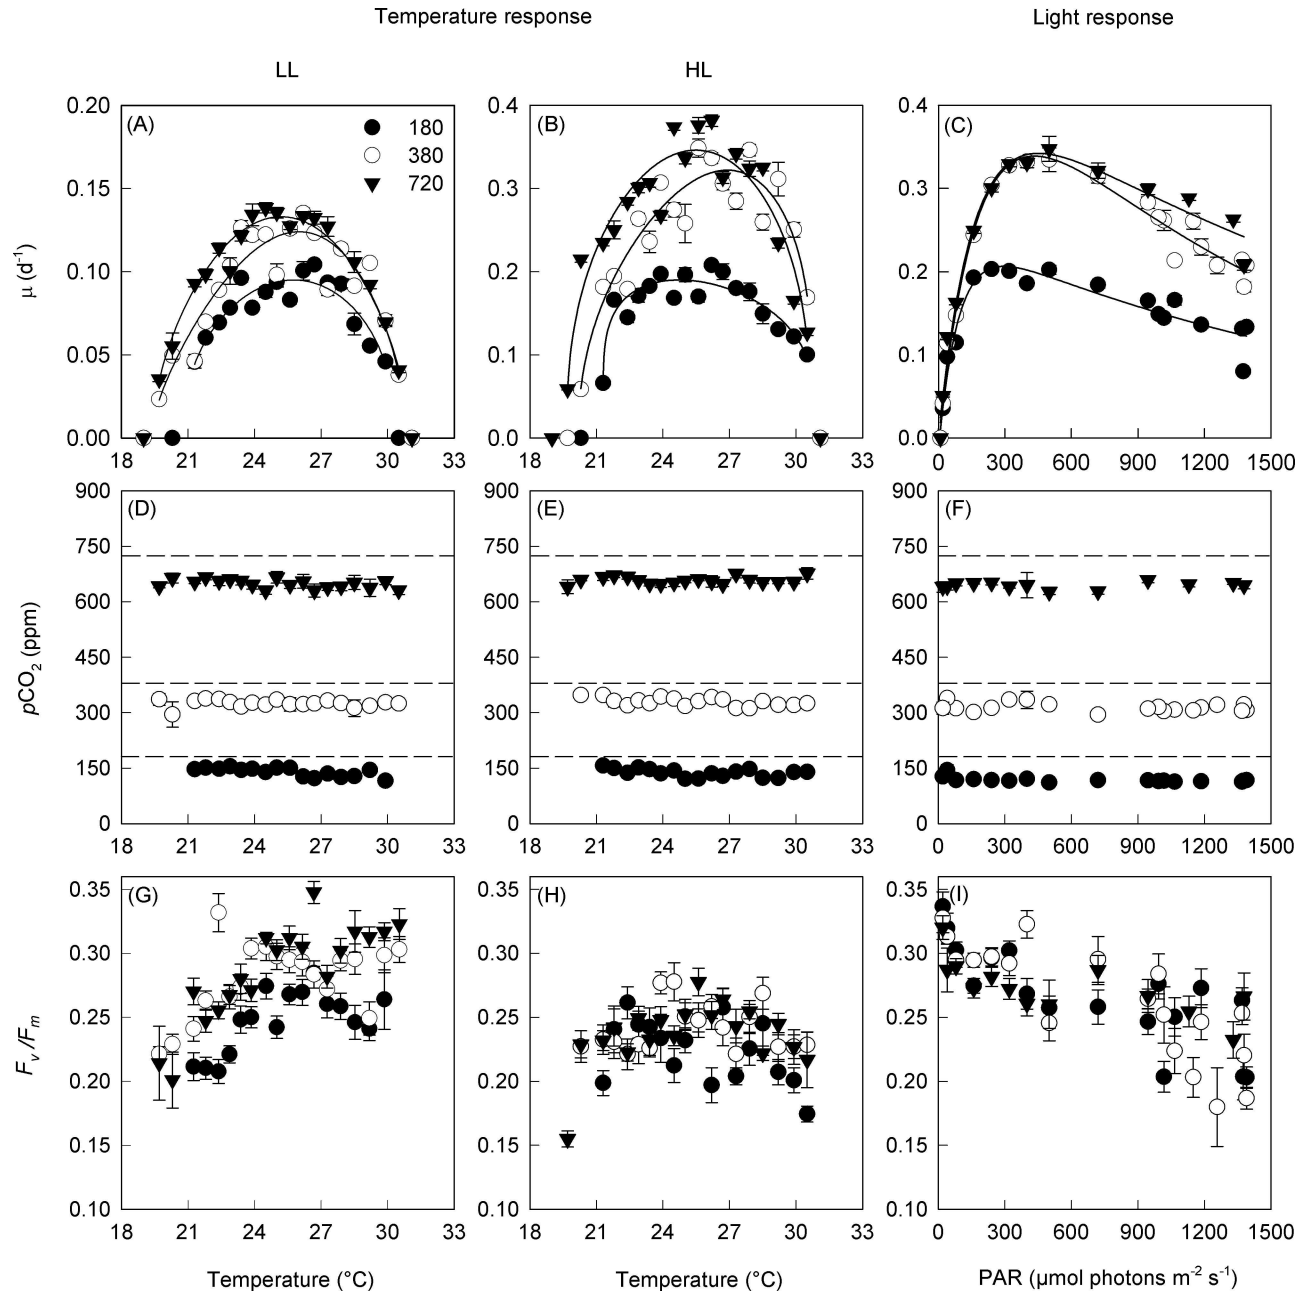 Temperature response
Light response
LL
HL
0.20
0.15
0.10
0.05
0.00
μ (d⁻¹)
(A)
180
380
720
18 21 24 27 30 33
0.4
0.3
0.2
0.1
0.0
(B)
18 21 24 27 30 33
0.4
0.3
0.2
0.1
0.0
(C)
0 300 600 900 1200 1500
900
750
600
450
300
150
0
pCO₂ (ppm)
(D)
18 21 24 27 30 33
900
750
600
450
300
150
0
(E)
18 21 24 27 30 33
900
750
600
450
300
150
0
(F)
0 300 600 900 1200 1500
0.35
0.30
0.25
0.20
0.15
0.10
Fᵥ/Fₘ
(G)
18 21 24 27 30 33
Temperature (°C)
0.35
0.30
0.25
0.20
0.15
0.10
(H)
18 21 24 27 30 33
Temperature (°C)
0.35
0.30
0.25
0.20
0.15
0.10
(I)
0 300 600 900 1200 1500
PAR (μmol photons m⁻² s⁻¹)